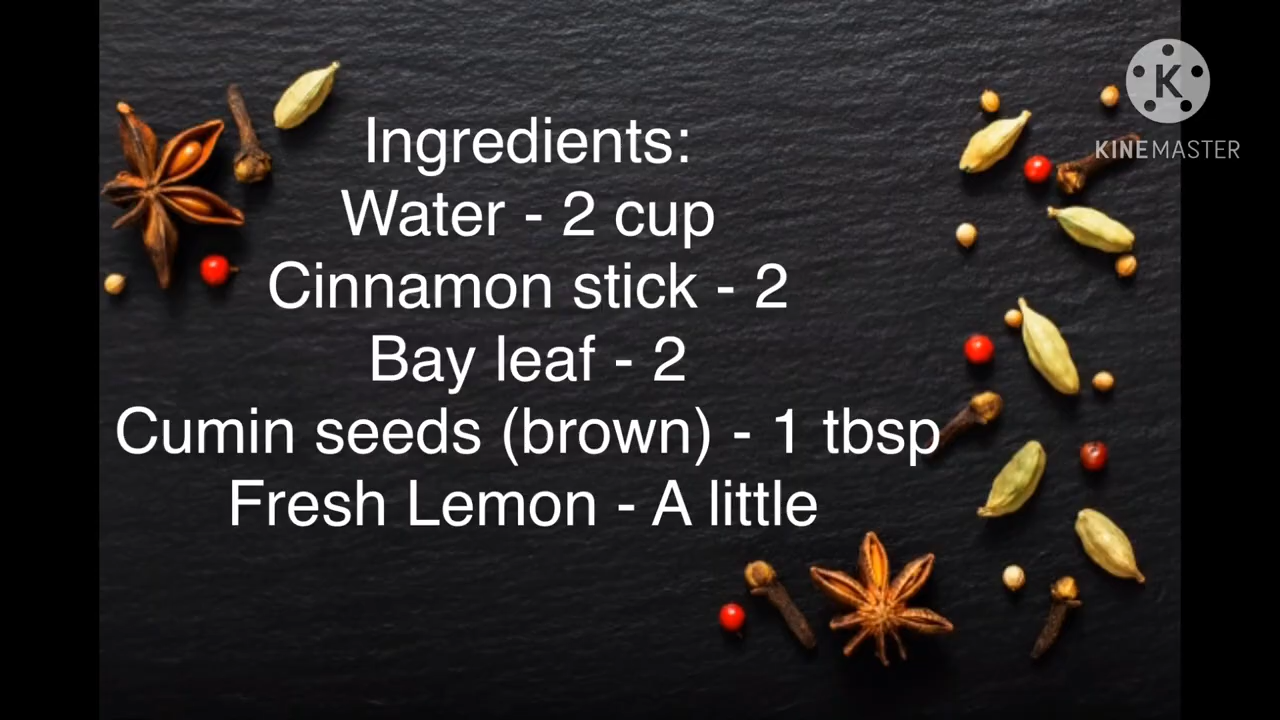 Ingredients:
Water - 2 cup
Cinnamon stick - 2
Bay leaf - 2
Cumin seeds (brown) - 1 tbsp
Fresh Lemon - A little
K
KINEMASTER